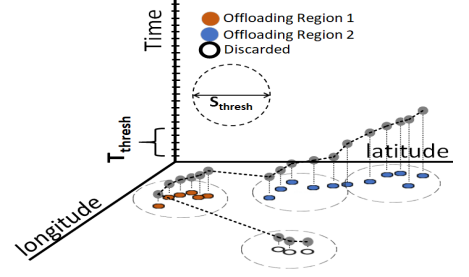 Time
Offloading Region 1
Offloading Region 2
Discarded
Sthresh
Tthresh
latitude
longitude